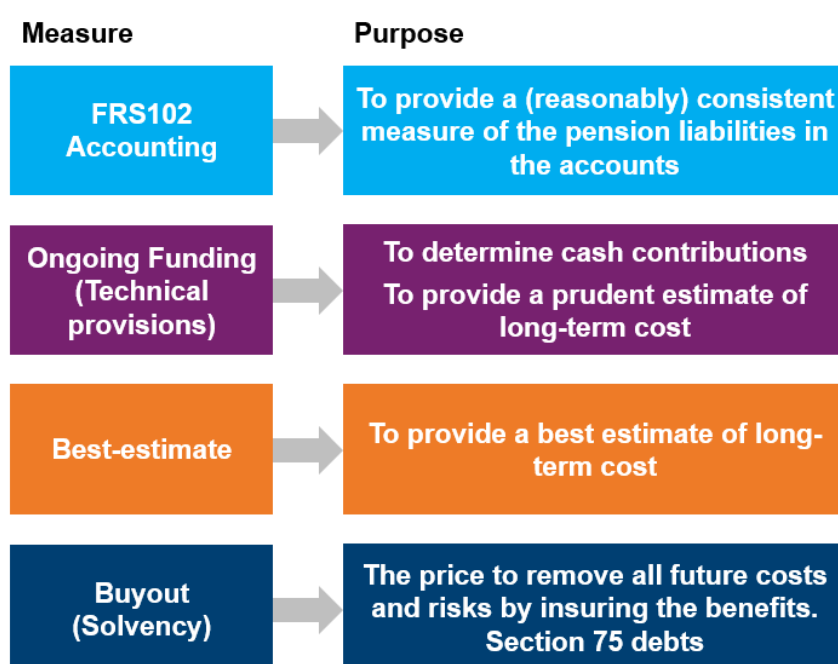 Measure
Purpose
FRS102
Accounting
To provide a (reasonably) consistent
measure of the pension liabilities in
the accounts
Ongoing Funding
(Technical
provisions)
To determine cash contributions
To provide a prudent estimate of
long-term cost
Best-estimate
To provide a best estimate of long-
term cost
Buyout
(Solvency)
The price to remove all future costs
and risks by insuring the benefits.
Section 75 debts